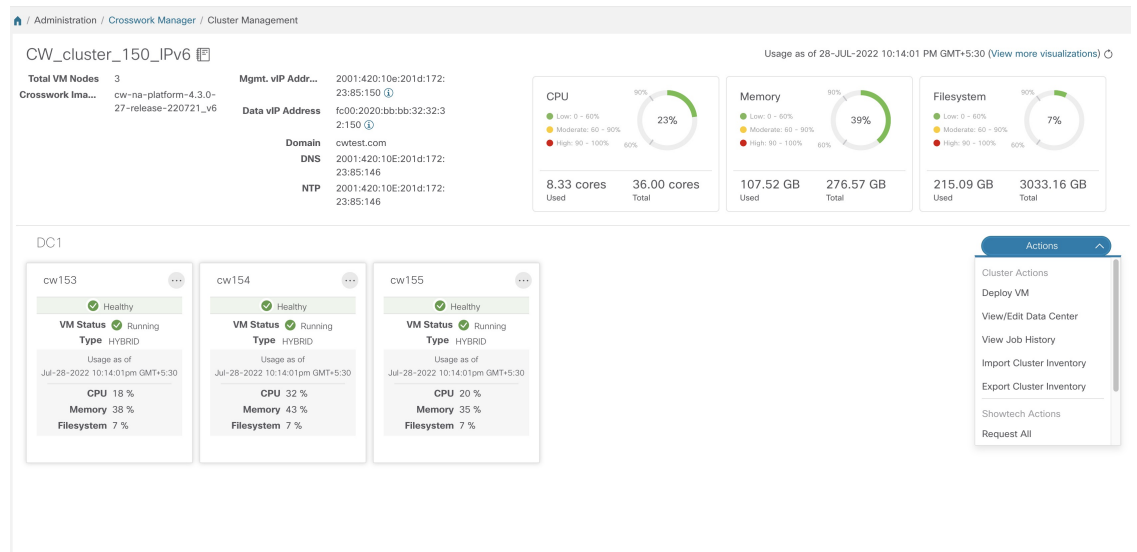 / Administration / Crosswork Manager / Cluster Management
CW_cluster_150_IPv6
Usage as of 28-JUL-2022 10:14:01 PM GMT+5:30 (View more visualizations)
Total VM Nodes 3
Crosswork Ima... cw-na-platform-4.3.0-
27-release-220721_v6
Mgmt. vIP Addr... 2001:420:10e:201d:172:
23:85:150
Data vIP Address fc00:2020:bb:bb:32:32:3
2:150
Domain cwtest.com
DNS 2001:420:10E:201d:172:
23:85:146
NTP 2001:420:10E:201d:172:
23:85:146
CPU
Low: 0 - 60%
Moderate: 60 - 90%
High: 90 - 100%
90%
60%
23%
8.33 cores 36.00 cores
Used Total
Memory
Low: 0 - 60%
Moderate: 60 - 90%
High: 90 - 100%
90%
60%
39%
107.52 GB 276.57 GB
Used Total
Filesystem
Low: 0 - 60%
Moderate: 60 - 90%
High: 90 - 100%
90%
60%
7%
215.09 GB 3033.16 GB
Used Total
DC1
cw153
Healthy
VM Status Running
Type HYBRID
Usage as of
Jul-28-2022 10:14:01pm GMT+5:30
CPU 18 %
Memory 38 %
Filesystem 7 %
cw154
Healthy
VM Status Running
Type HYBRID
Usage as of
Jul-28-2022 10:14:01pm GMT+5:30
CPU 32 %
Memory 43 %
Filesystem 7 %
cw155
Healthy
VM Status Running
Type HYBRID
Usage as of
Jul-28-2022 10:14:01pm GMT+5:30
CPU 20 %
Memory 35 %
Filesystem 7 %
Actions
Cluster Actions
Deploy VM
View/Edit Data Center
View Job History
Import Cluster Inventory
Export Cluster Inventory
Showtech Actions
Request All